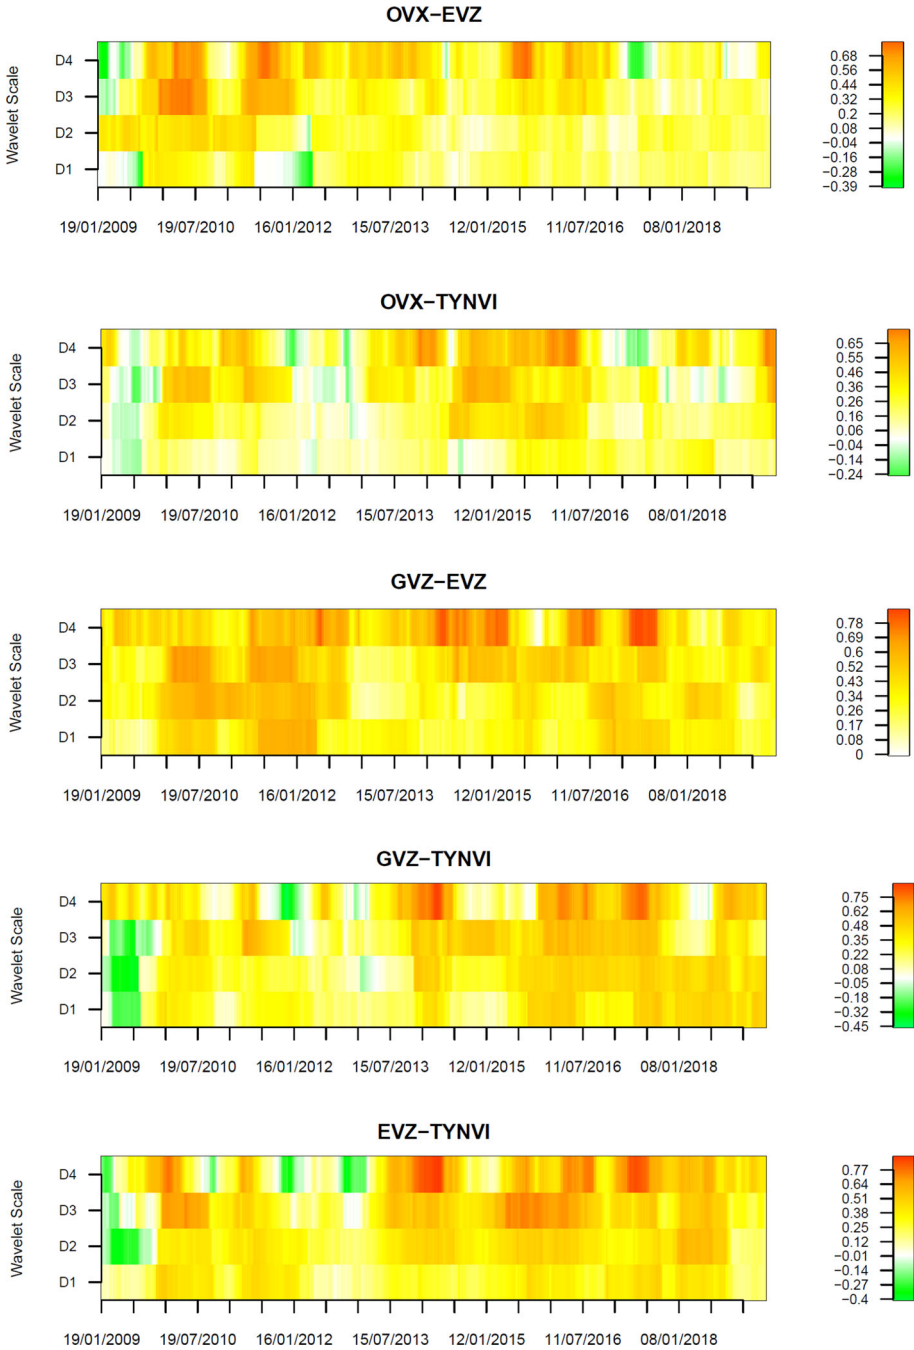 OVX−EVZ
Wavelet Scale
D4
D3
D2
D1
0.68
0.56
0.44
0.32
0.2
0.08
−0.04
−0.16
−0.28
−0.39
19/01/2009 19/07/2010 16/01/2012 15/07/2013 12/01/2015 11/07/2016 08/01/2018
OVX−TYNVI
Wavelet Scale
D4
D3
D2
D1
0.65
0.55
0.46
0.36
0.26
0.16
0.06
−0.04
−0.14
−0.24
19/01/2009 19/07/2010 16/01/2012 15/07/2013 12/01/2015 11/07/2016 08/01/2018
GVZ−EVZ
Wavelet Scale
D4
D3
D2
D1
0.78
0.69
0.6
0.52
0.43
0.34
0.26
0.17
0.08
0
19/01/2009 19/07/2010 16/01/2012 15/07/2013 12/01/2015 11/07/2016 08/01/2018
GVZ−TYNVI
Wavelet Scale
D4
D3
D2
D1
0.75
0.62
0.48
0.35
0.22
0.08
−0.05
−0.18
−0.32
−0.45
19/01/2009 19/07/2010 16/01/2012 15/07/2013 12/01/2015 11/07/2016 08/01/2018
EVZ−TYNVI
Wavelet Scale
D4
D3
D2
D1
0.77
0.64
0.51
0.38
0.25
0.12
−0.01
−0.14
−0.27
−0.4
19/01/2009 19/07/2010 16/01/2012 15/07/2013 12/01/2015 11/07/2016 08/01/2018